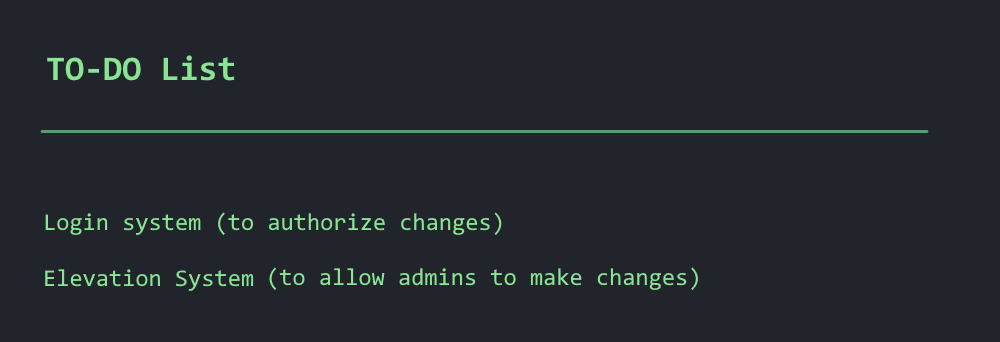 TO-DO List
Login system (to authorize changes)
Elevation System (to allow admins to make changes)